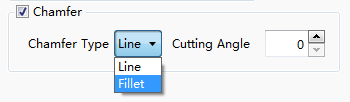 Chamfer
Chamfer Type Line Cutting Angle 0
Line
Fillet